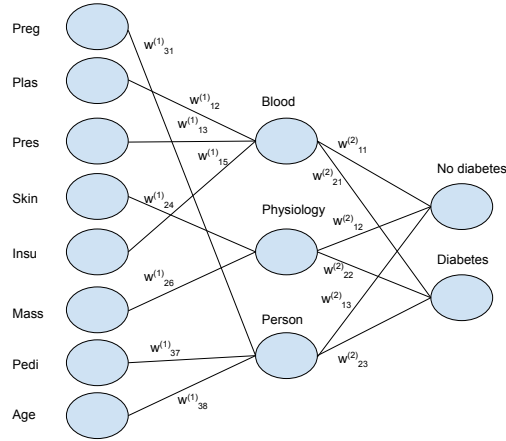 Preg
w(1)31
Plas
w(1)12
Blood
w(1)13
Pres
w(2)11
w(1)15
w(2)21
No diabetes
Skin
w(1)24
Physiology
w(2)12
Insu
Diabetes
w(2)22
w(1)26
w(2)13
Mass
Person
w(1)37
w(2)23
Pedi
w(1)38
Age